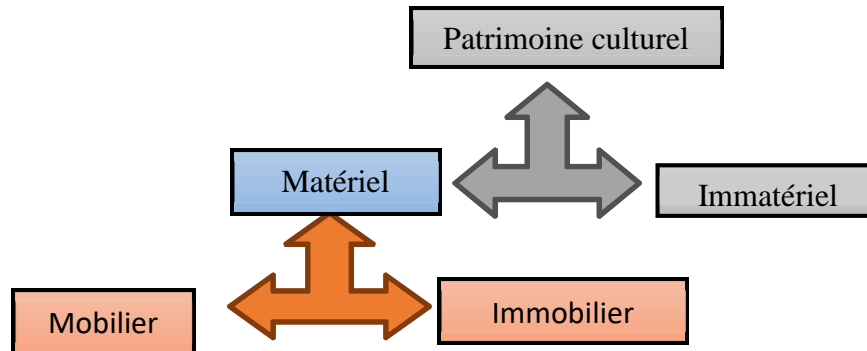 Patrimoine culturel
Matériel
Immatériel
Mobilier
Immobilier